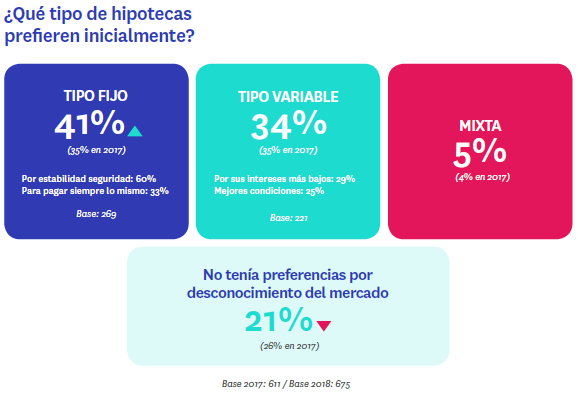 ¿Qué tipo de hipotecas
prefieren inicialmente?
TIPO FIJO
41%
(35% en 2017)
Por estabilidad seguridad: 60%
Para pagar siempre lo mismo: 33%
Base: 269
TIPO VARIABLE
34%
(35% en 2017)
Por sus intereses más bajos: 29%
Mejores condiciones: 25%
Base: 221
MIXTA
5%
(4% en 2017)
No tenía preferencias por
desconocimiento del mercado
21%
(26% en 2017)
Base 2017: 611 / Base 2018: 675